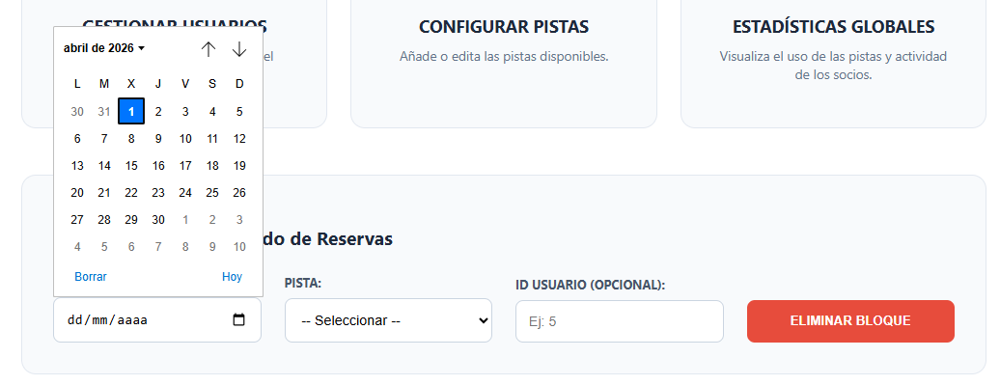 GESTIONAR USUARIOS
CONFIGURAR PISTAS
ESTADÍSTICAS GLOBALES
el
Añade o edita las pistas disponibles.
Visualiza el uso de las pistas y actividad
de los socios.
abril de 2026
L M X J V S D
30 31 1 2 3 4 5
6 7 8 9 10 11 12
13 14 15 16 17 18 19
20 21 22 23 24 25 26
27 28 29 30 1 2 3
4 5 6 7 8 9 10
Borrar Hoy
do de Reservas
PISTA:
ID USUARIO (OPCIONAL):
dd/mm/aaaa
-- Seleccionar --
Ej: 5
ELIMINAR BLOQUE